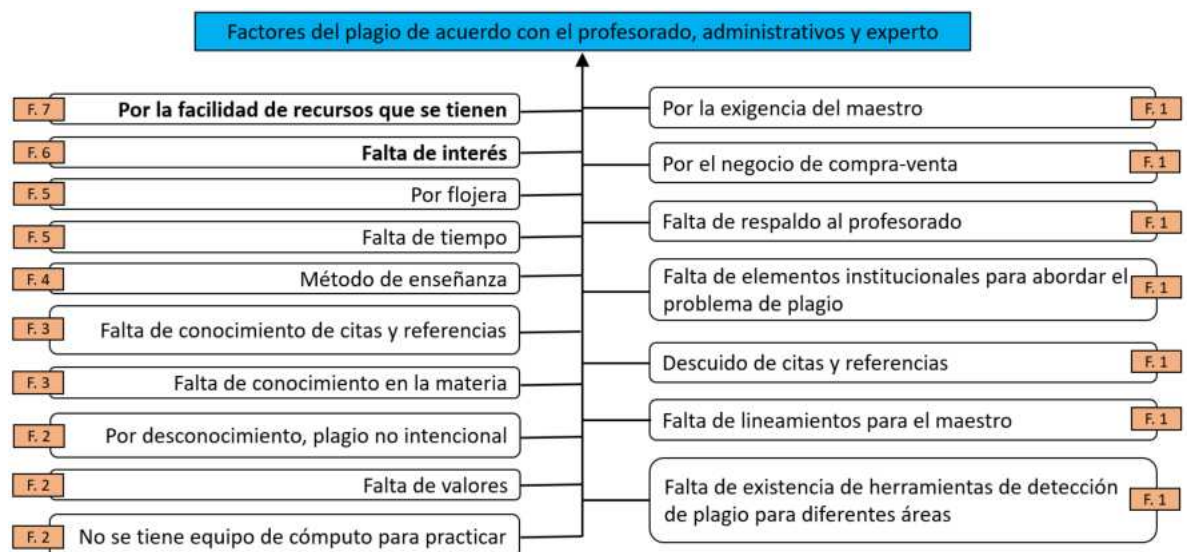 Factores del plagio de acuerdo con el profesorado, administrativos y experto
F. 7
Por la facilidad de recursos que se tienen
F. 6
Falta de interés
F. 5
Por flojera
F. 5
Falta de tiempo
F. 4
Método de enseñanza
F. 3
Falta de conocimiento de citas y referencias
F. 3
Falta de conocimiento en la materia
F. 2
Por desconocimiento, plagio no intencional
F. 2
Falta de valores
F. 2
No se tiene equipo de cómputo para practicar
Por la exigencia del maestro
F. 1
Por el negocio de compra-venta
F. 1
Falta de respaldo al profesorado
F. 1
Falta de elementos institucionales para abordar el
problema de plagio
F. 1
Descuido de citas y referencias
F. 1
Falta de lineamientos para el maestro
F. 1
Falta de existencia de herramientas de detección
de plagio para diferentes áreas
F. 1